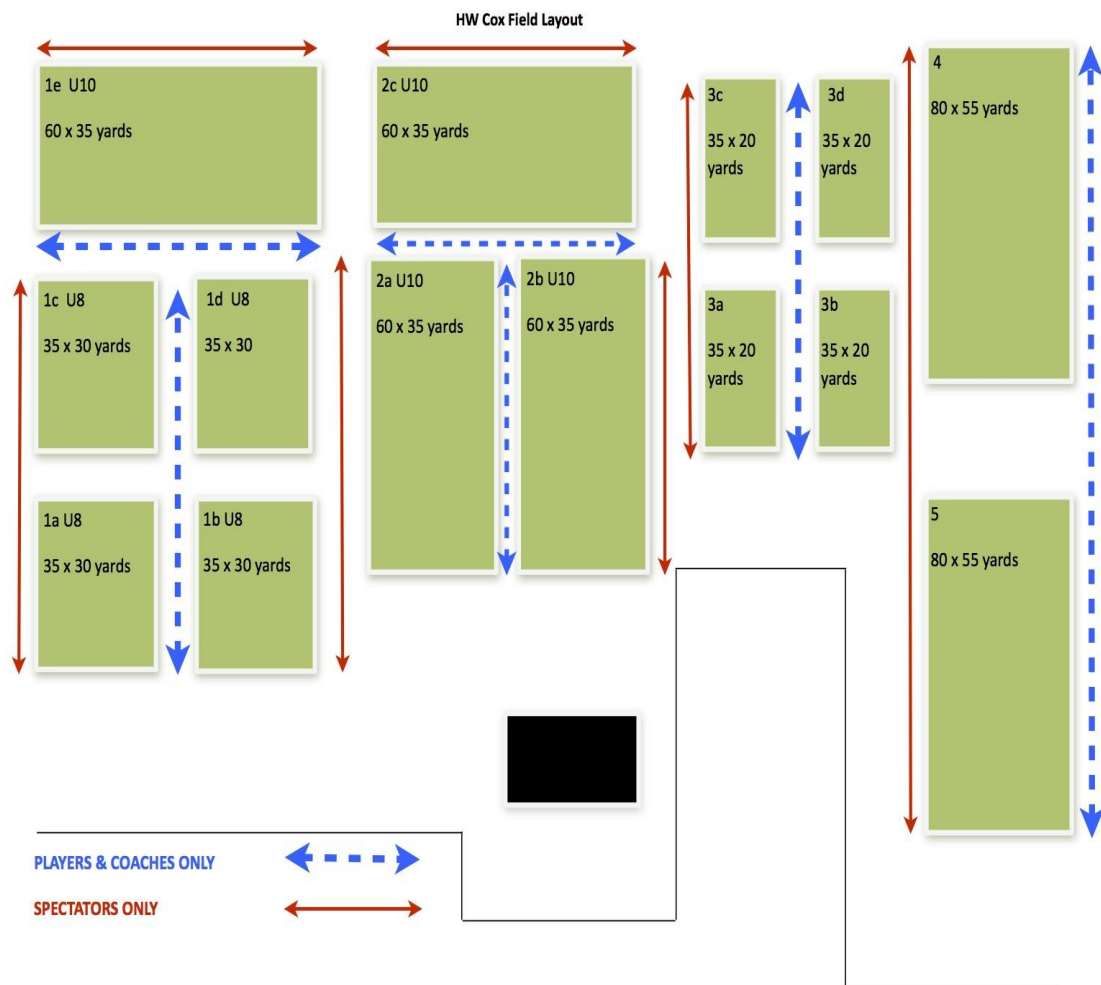 HW Cox Field Layout
1e  U10
60 x 35 yards
2c U10
60 x 35 yards
3c
35 x 20
yards
3d
35 x 20
yards
4
80 x 55 yards
1c  U8
35 x 30 yards
1d  U8
35 x 30
2a U10
60 x 35 yards
2b U10
60 x 35 yards
3a
35 x 20
yards
3b
35 x 20
yards
1a U8
35 x 30 yards
1b U8
35 x 30 yards
5
80 x 55 yards
PLAYERS & COACHES ONLY
SPECTATORS ONLY